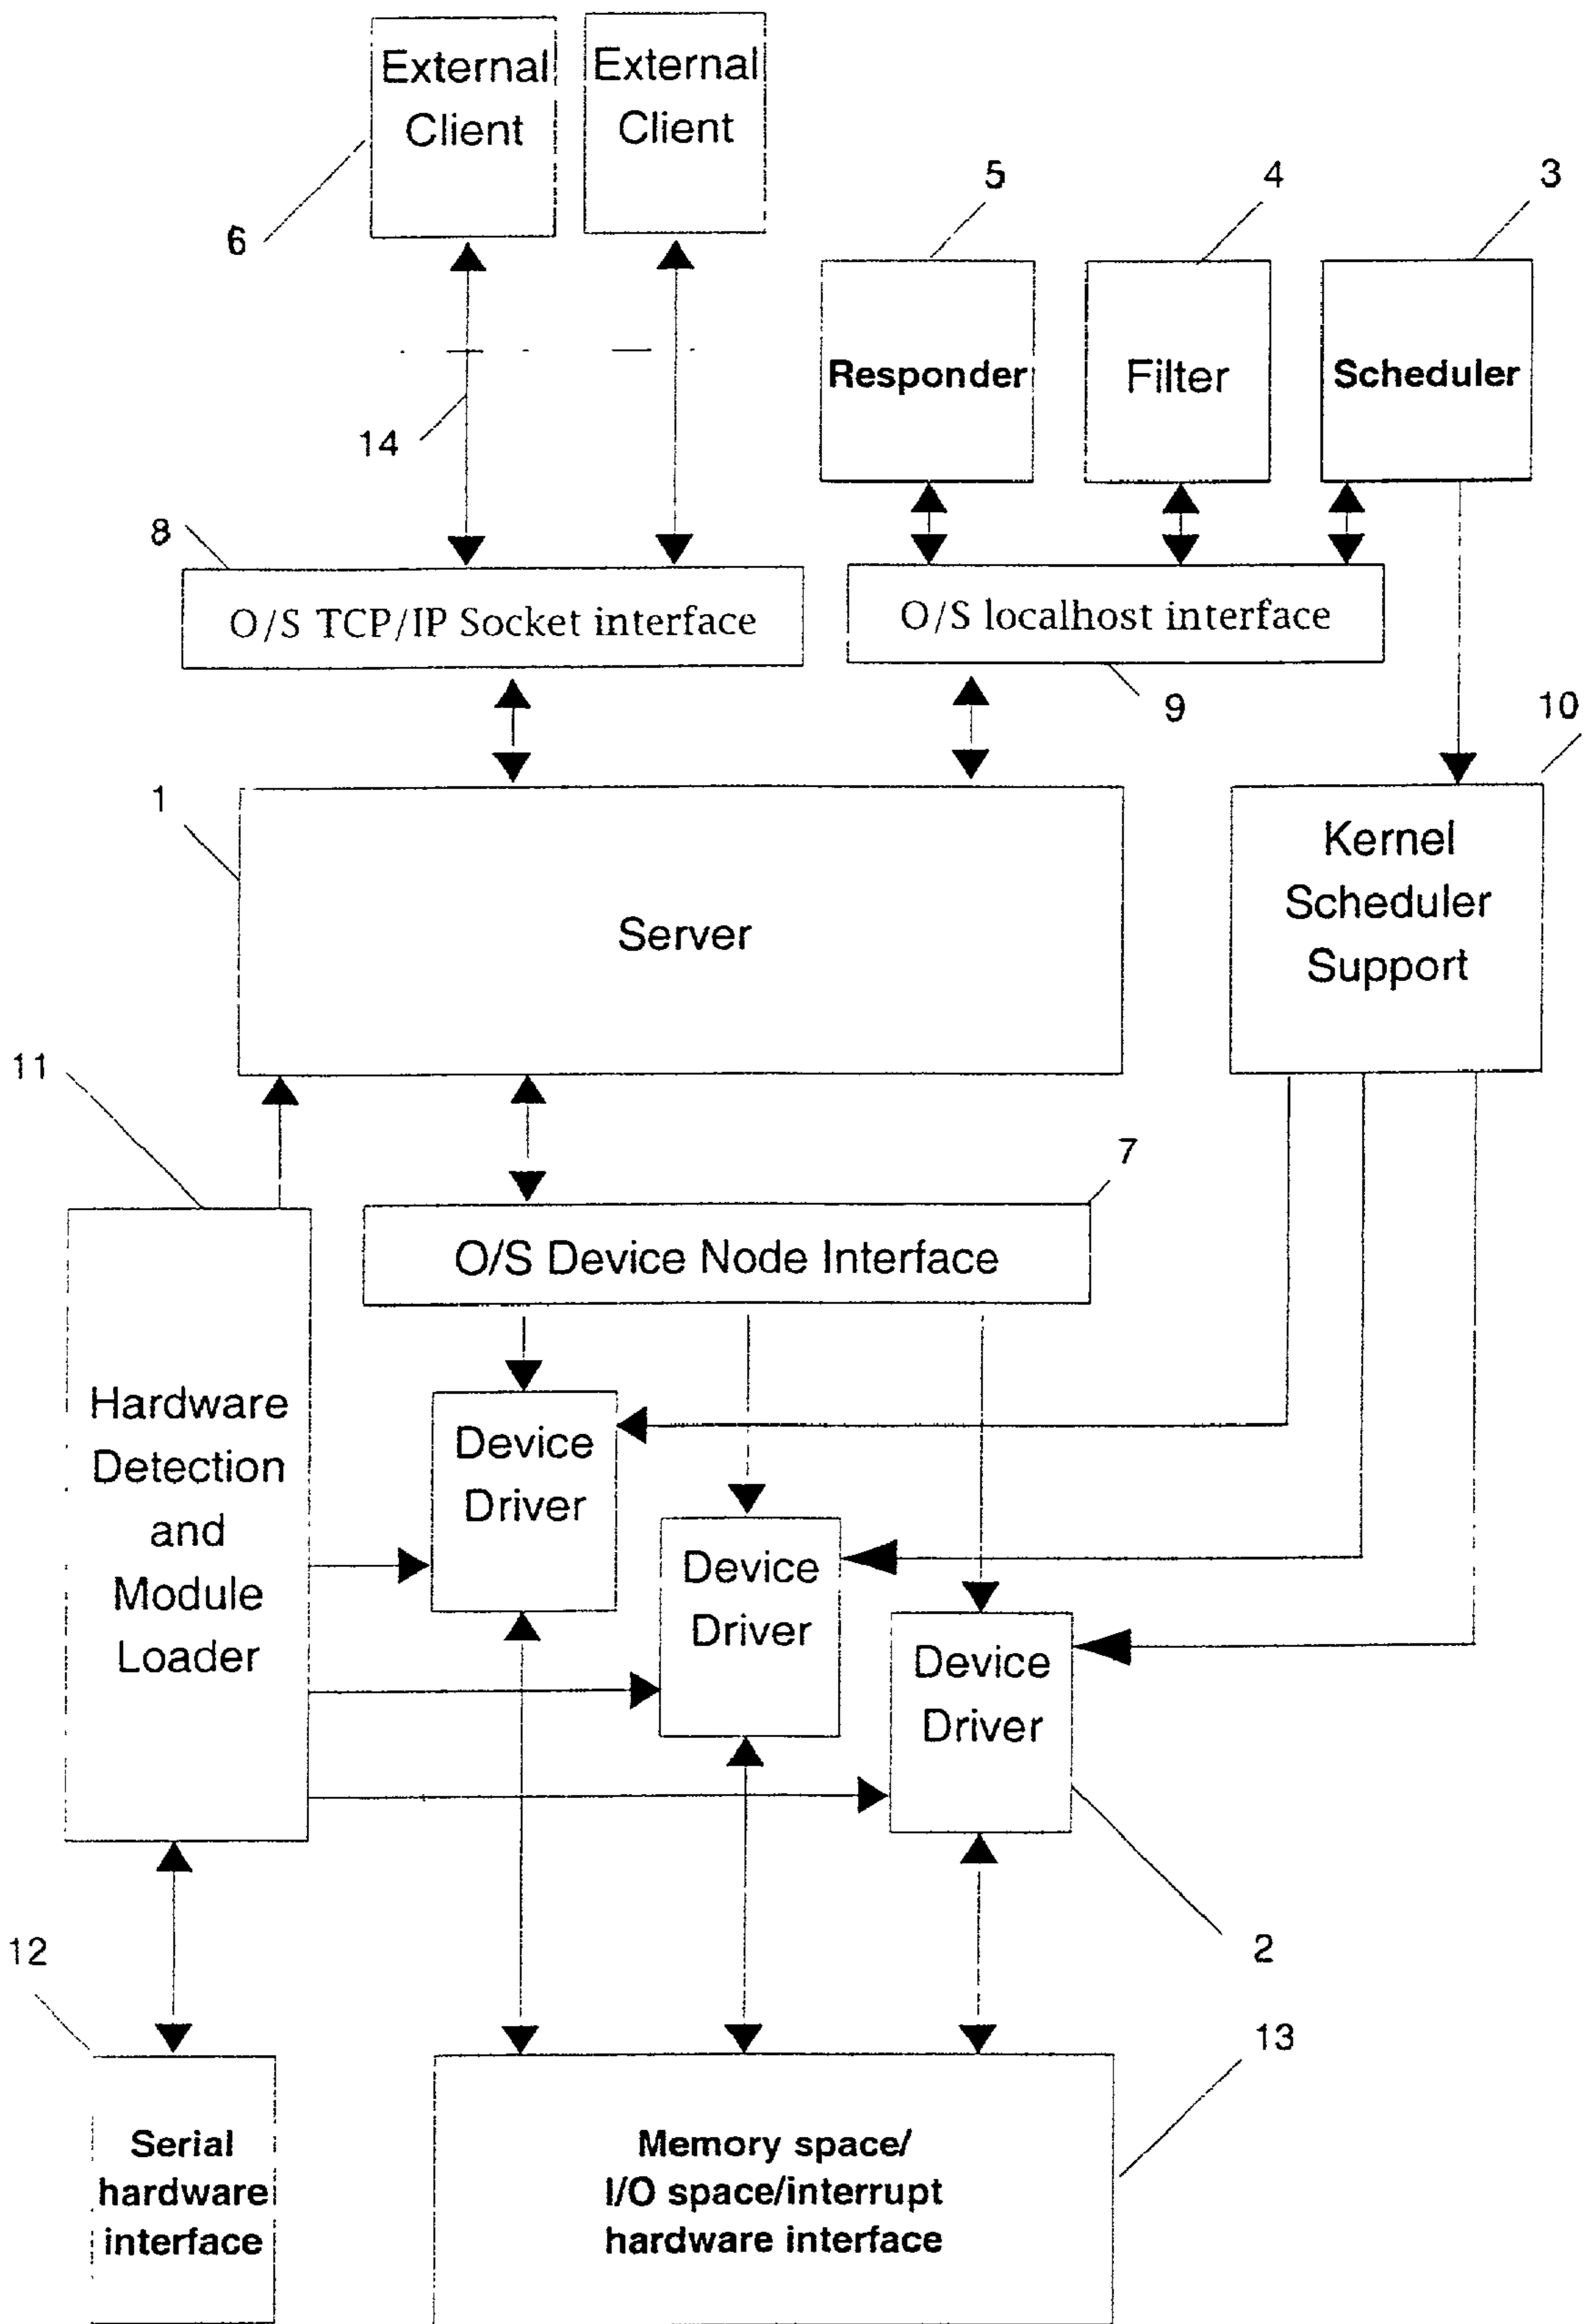 External
Client
External
Client
5
4
3
6
Responder
Filter
Scheduler
14
8
O/S TCP/IP Socket interface
O/S localhost interface
9
10
1
Server
Kernel
Scheduler
Support
11
7
O/S Device Node Interface
Hardware
Detection
and
Module
Loader
Device
Driver
Device
Driver
Device
Driver
12
2
13
Serial
hardware
interface
Memory space/
I/O space/interrupt
hardware interface